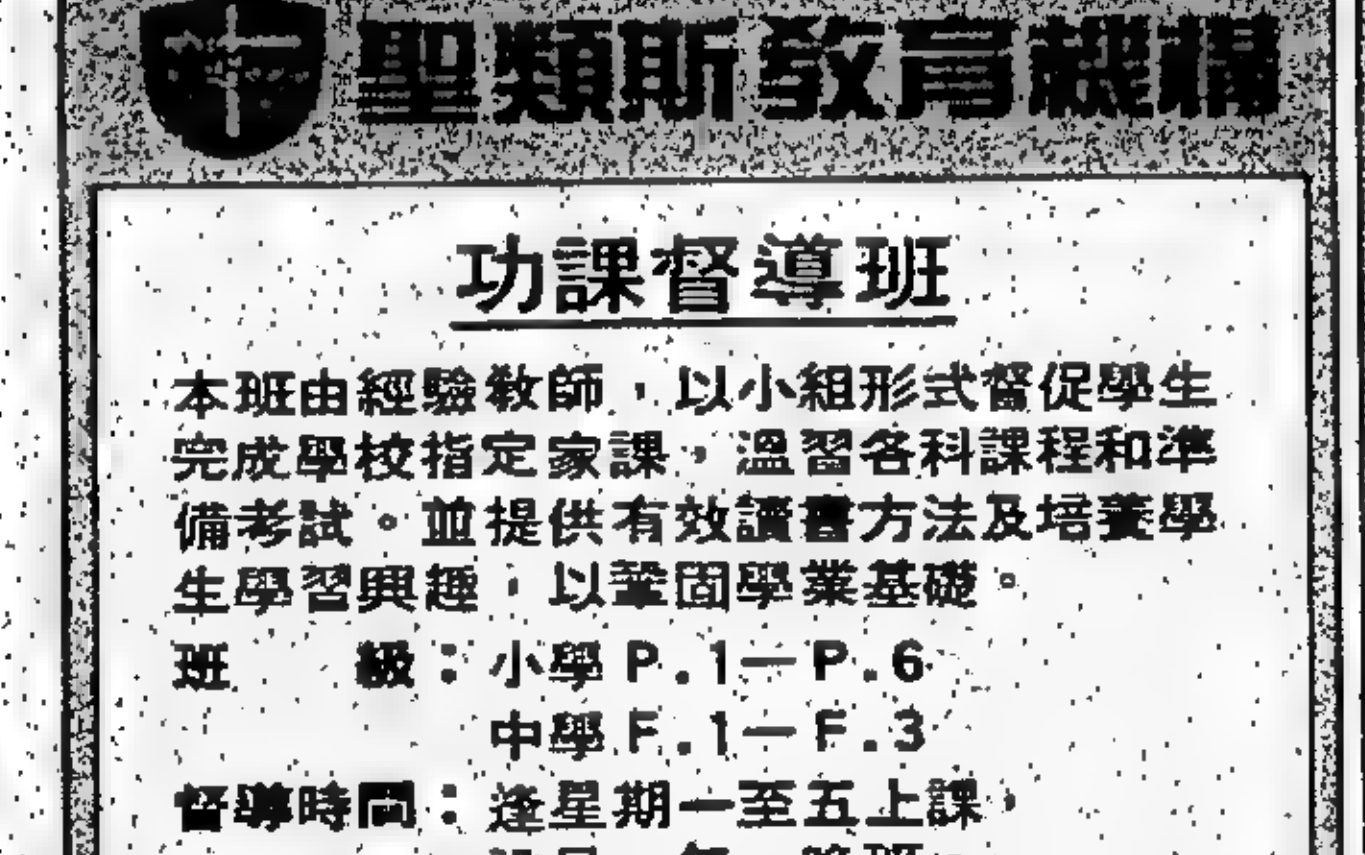 聖類斯教育機構
功課督導班
本班由經驗教師，以小組形式督促學生
完成學校指定家課，溫習各科課程和準
備考試。並提供有效讀書方法及培養學
生學習興趣，以鞏固學業基礎。
班　　級：小學 P.1—P.6
中學 F.1—F.3
督導時間：逢星期一至五上課，